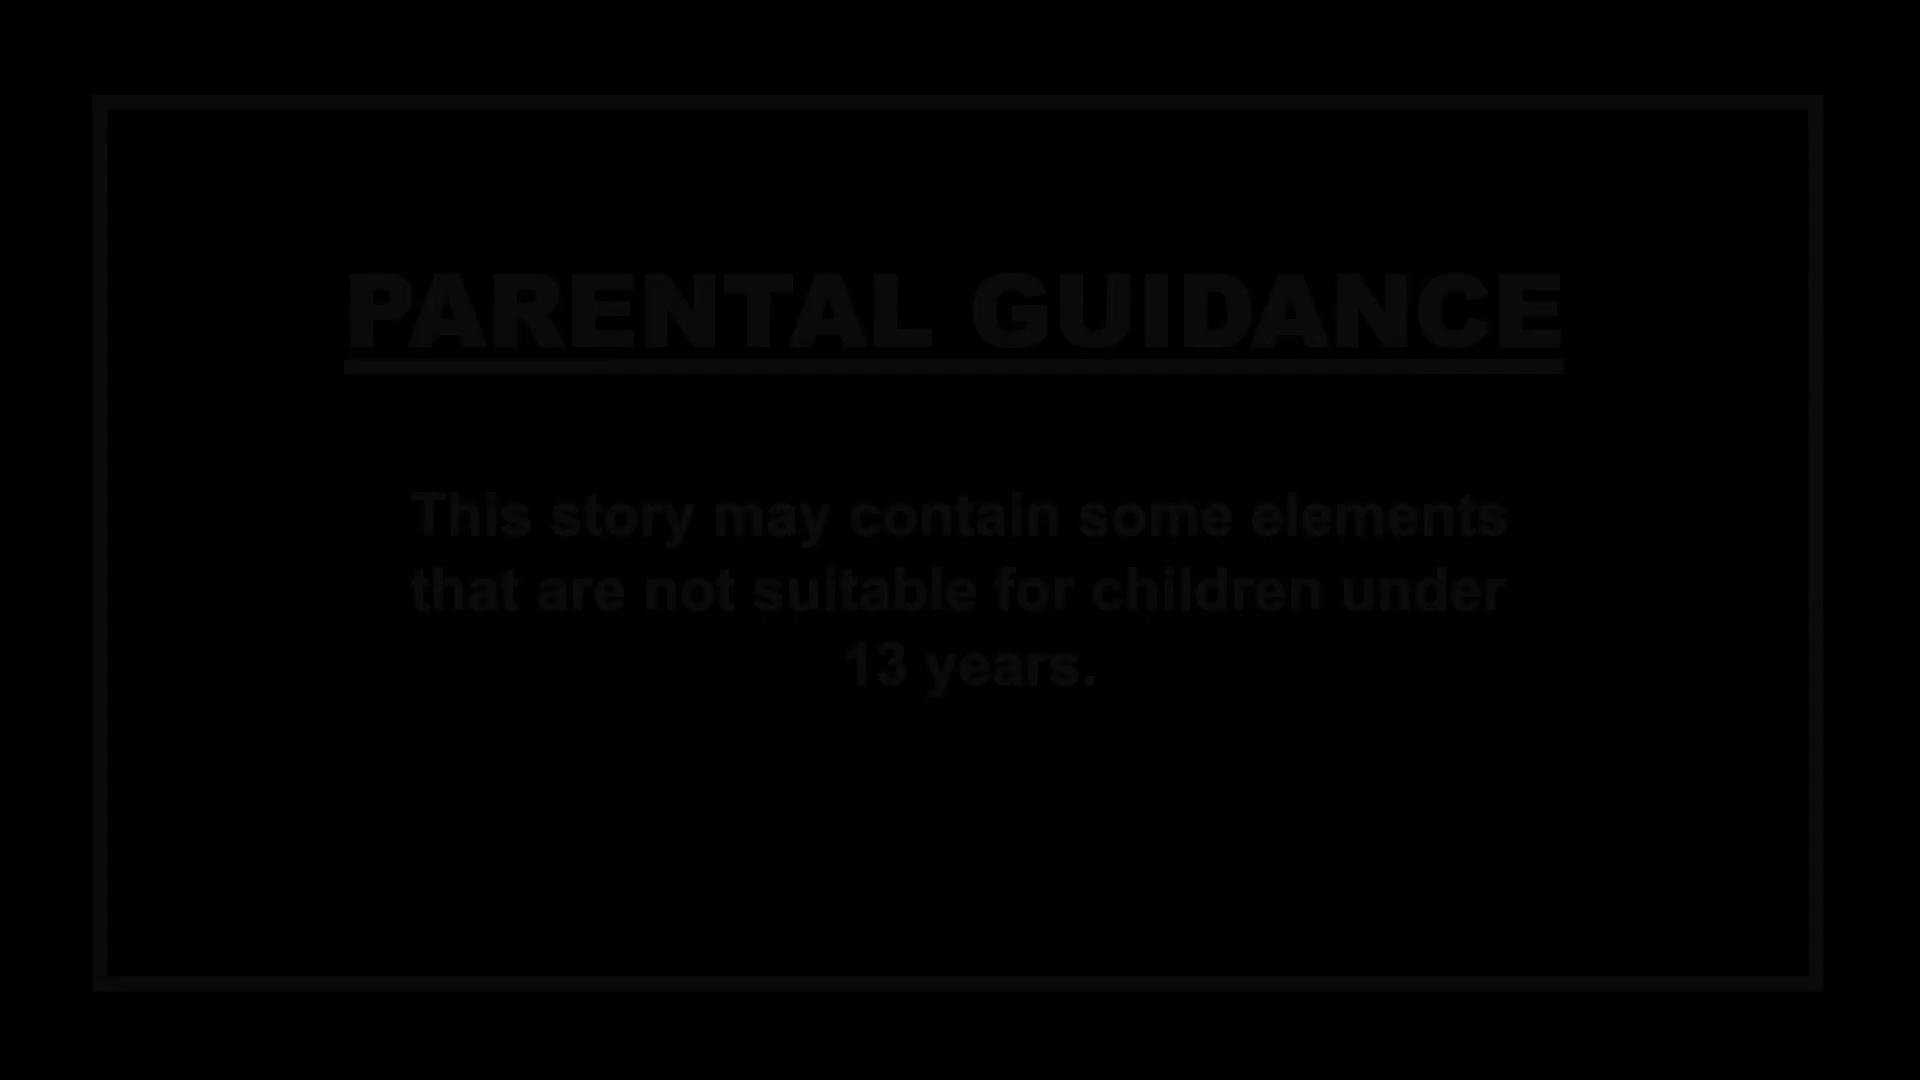 PARENTAL GUIDANCE
This story may contain some elements
that are not suitable for children under
13 years.